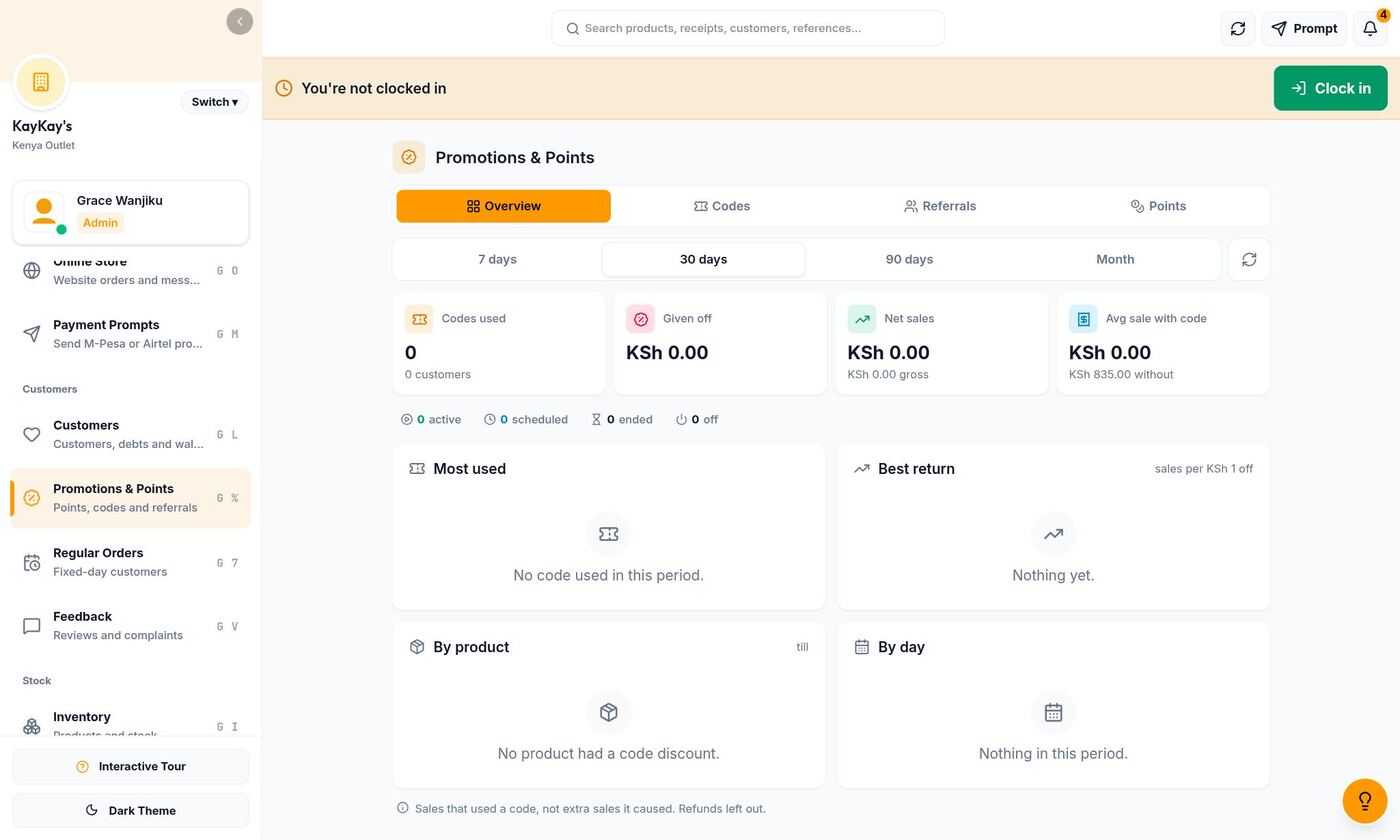 Search products, receipts, customers, references...
Prompt
4
You're not clocked in
Clock in
Switch ▾
KayKay's
Kenya Outlet
Grace Wanjiku
Admin
Online Store
Website orders and mess...
G O
Payment Prompts
Send M-Pesa or Airtel pro...
G M
Customers
Customers
Customers, debts and wal...
G L
Promotions & Points
Points, codes and referrals
G %
Regular Orders
Fixed-day customers
G 7
Feedback
Reviews and complaints
G V
Stock
Inventory
Products and stock
G I
Interactive Tour
Dark Theme
Promotions & Points
Overview
Codes
Referrals
Points
7 days
30 days
90 days
Month
Codes used
0
0 customers
Given off
KSh 0.00
Net sales
KSh 0.00
KSh 0.00 gross
Avg sale with code
KSh 0.00
KSh 835.00 without
0 active
0 scheduled
0 ended
0 off
Most used
No code used in this period.
Best return
sales per KSh 1 off
Nothing yet.
By product
till
No product had a code discount.
By day
Nothing in this period.
Sales that used a code, not extra sales it caused. Refunds left out.